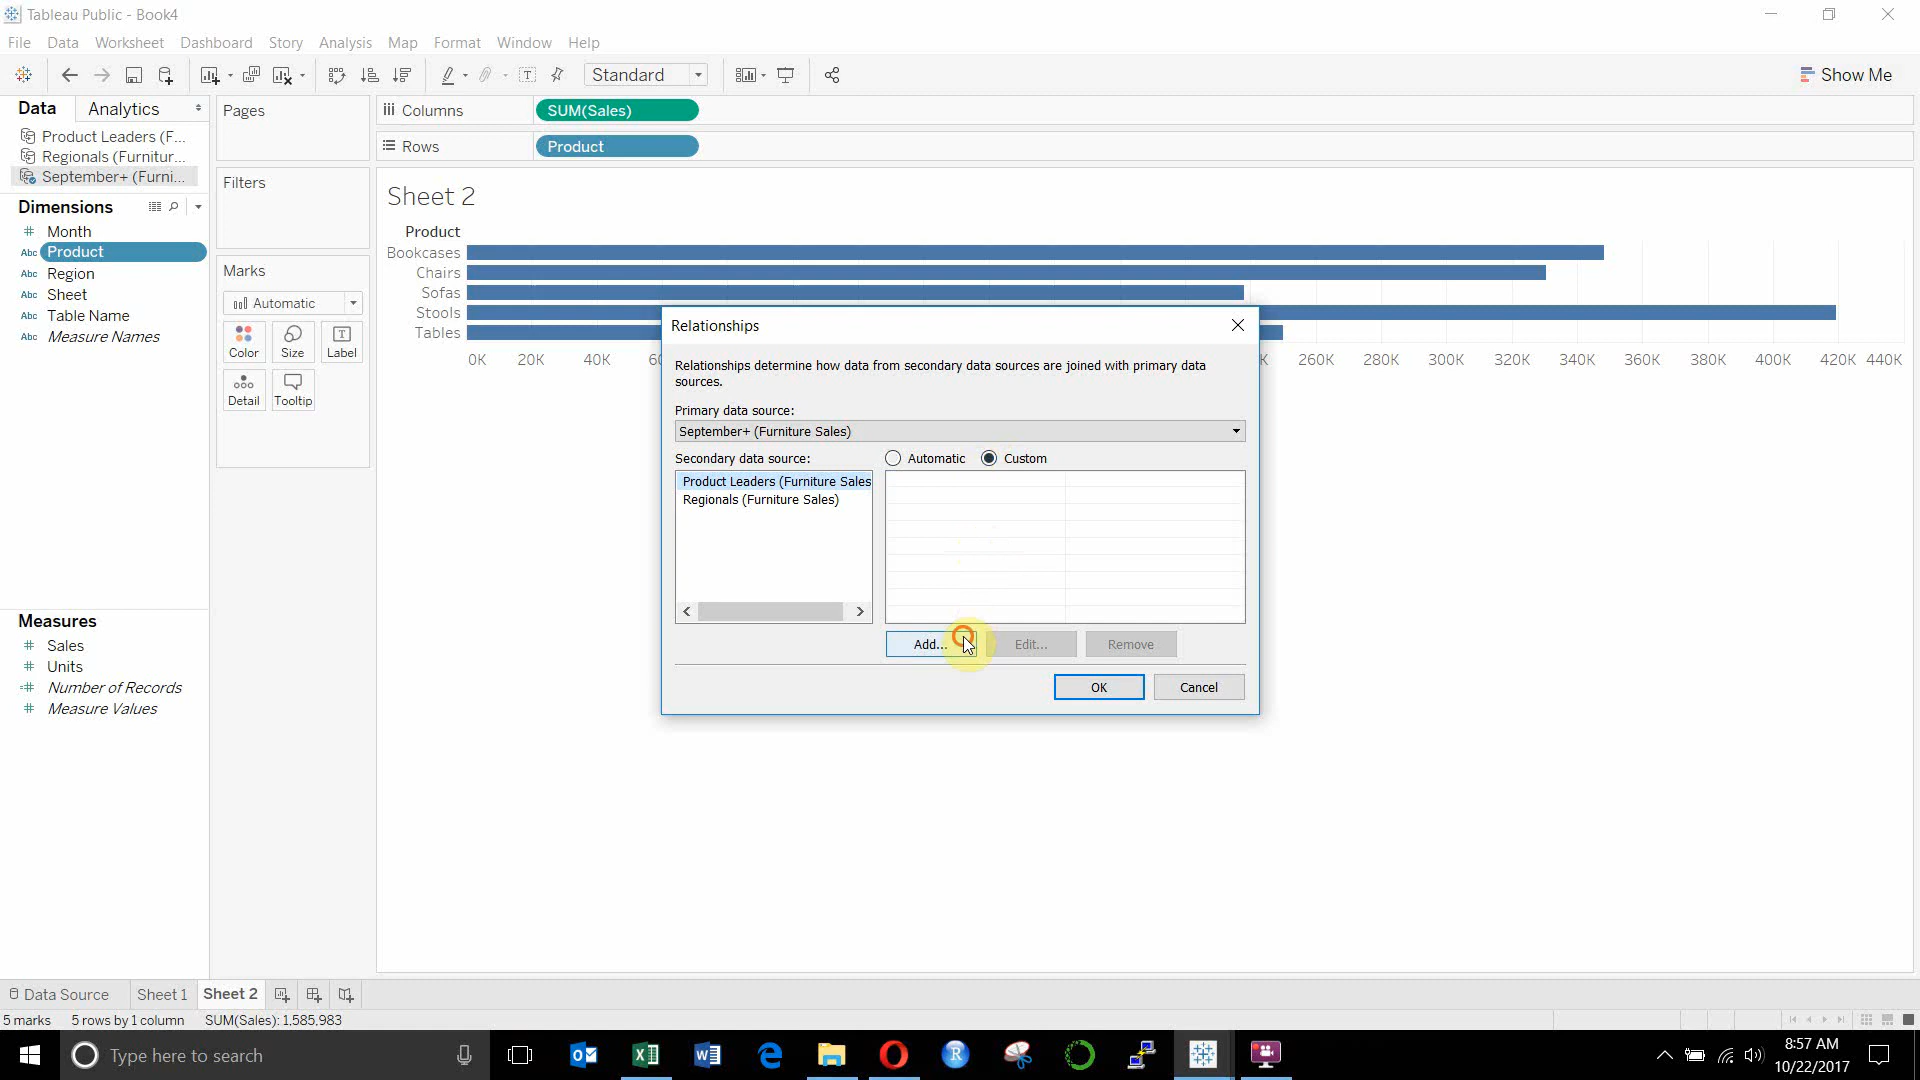 Tableau Public - Book4
File Data Worksheet Dashboard Story Analysis Map Format Window Help
Standard
Show Me
Data Analytics
Product Leaders (F...
Regionals (Furnitur...
September+ (Furni...
Dimensions
# Month
Abc Product
Abc Region
Abc Sheet
Abc Table Name
Abc Measure Names
Measures
# Sales
# Units
=# Number of Records
# Measure Values
Pages
Filters
Marks
Automatic
Color Size Label
Detail Tooltip
Columns SUM(Sales)
Rows Product
Sheet 2
Product
Bookcases
Chairs
Sofas
Stools
Tables
0K 20K 40K 6 K 260K 280K 300K 320K 340K 360K 380K 400K 420K 440K
Relationships
Relationships determine how data from secondary data sources are joined with primary data
sources.
Primary data source:
September+ (Furniture Sales)
Secondary data source: Automatic Custom
Product Leaders (Furniture Sales
Regionals (Furniture Sales)
Add... Edit... Remove
OK Cancel
Data Source Sheet 1 Sheet 2
5 marks 5 rows by 1 column SUM(Sales): 1,585,983
Type here to search
8:57 AM
10/22/2017